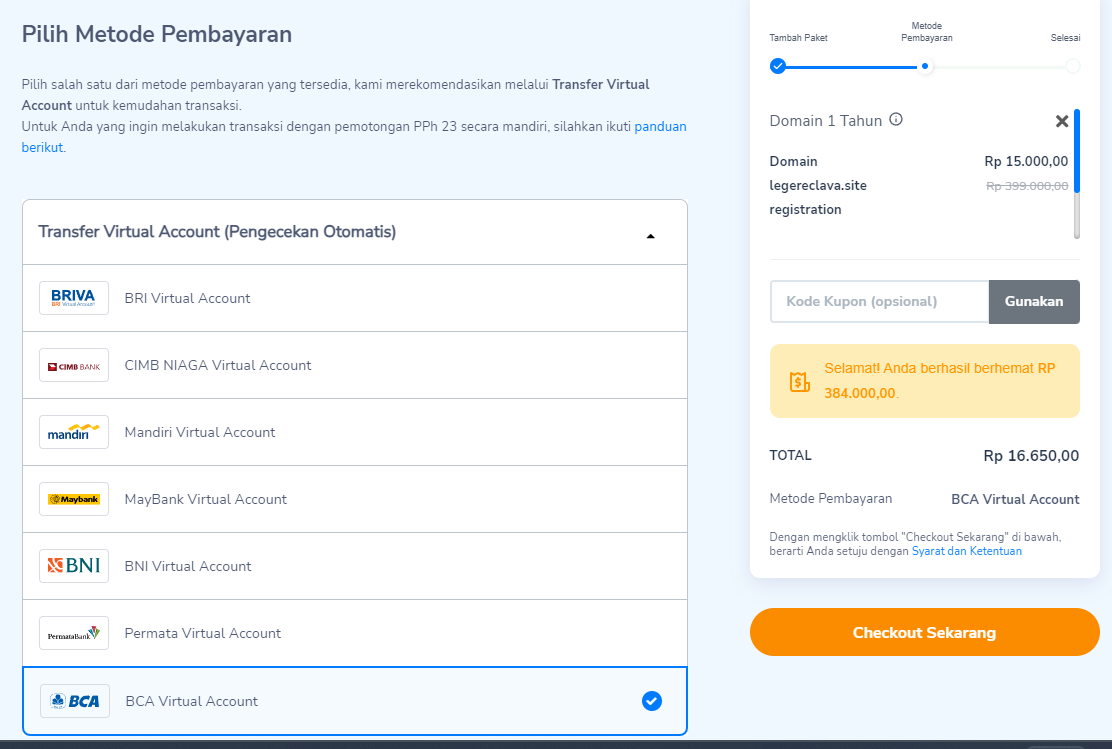 Pilih Metode Pembayaran
Pilih salah satu dari metode pembayaran yang tersedia, kami merekomendasikan melalui Transfer Virtual
Account untuk kemudahan transaksi.
Untuk Anda yang ingin melakukan transaksi dengan pemotongan PPh 23 secara mandiri, silahkan ikuti panduan
berikut.
Transfer Virtual Account (Pengecekan Otomatis)
BRIVA
BRI Virtual Account
BRI Virtual Account
CIMB BANK
CIMB NIAGA Virtual Account
mandiri
Mandiri Virtual Account
Maybank
MayBank Virtual Account
BNI
BNI Virtual Account
PermataBank
Permata Virtual Account
BCA
BCA Virtual Account
Tambah Paket
Metode
Pembayaran
Selesai
Domain 1 Tahun
Domain
legereclava.site
registration
Rp 15.000,00
Rp 399.000,00
Kode Kupon (opsional)
Gunakan
Selamat! Anda berhasil berhemat RP
384.000,00.
TOTAL
Rp 16.650,00
Metode Pembayaran
BCA Virtual Account
Dengan mengklik tombol "Checkout Sekarang" di bawah,
berarti Anda setuju dengan Syarat dan Ketentuan
Checkout Sekarang